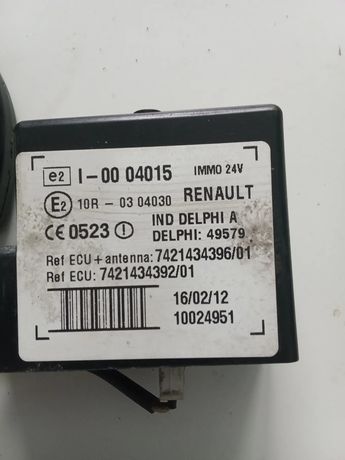 e2 I-00 04015 IMMO 24V
E2 10R - 03 04030 RENAULT
CE 0523 ! IND DELPHI A
DELPHI: 49579
Ref ECU+antenna: 7421434396/01
Ref ECU: 7421434392/01
16/02/12
10024951